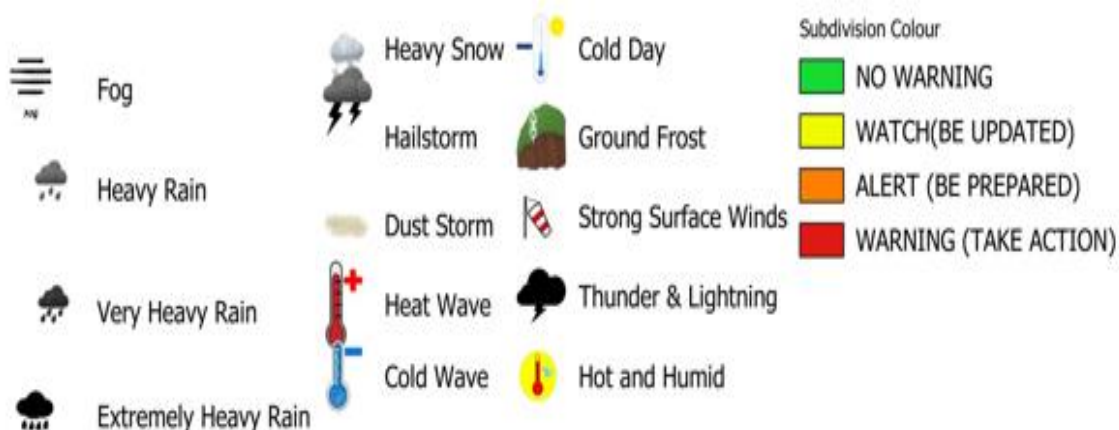 Fog
Heavy Rain
Very Heavy Rain
Extremely Heavy Rain
Heavy Snow
Hailstorm
Dust Storm
Heat Wave
Cold Wave
Cold Day
Ground Frost
Strong Surface Winds
Thunder & Lightning
Hot and Humid
Subdivision Colour
NO WARNING
WATCH(BE UPDATED)
ALERT (BE PREPARED)
WARNING (TAKE ACTION)